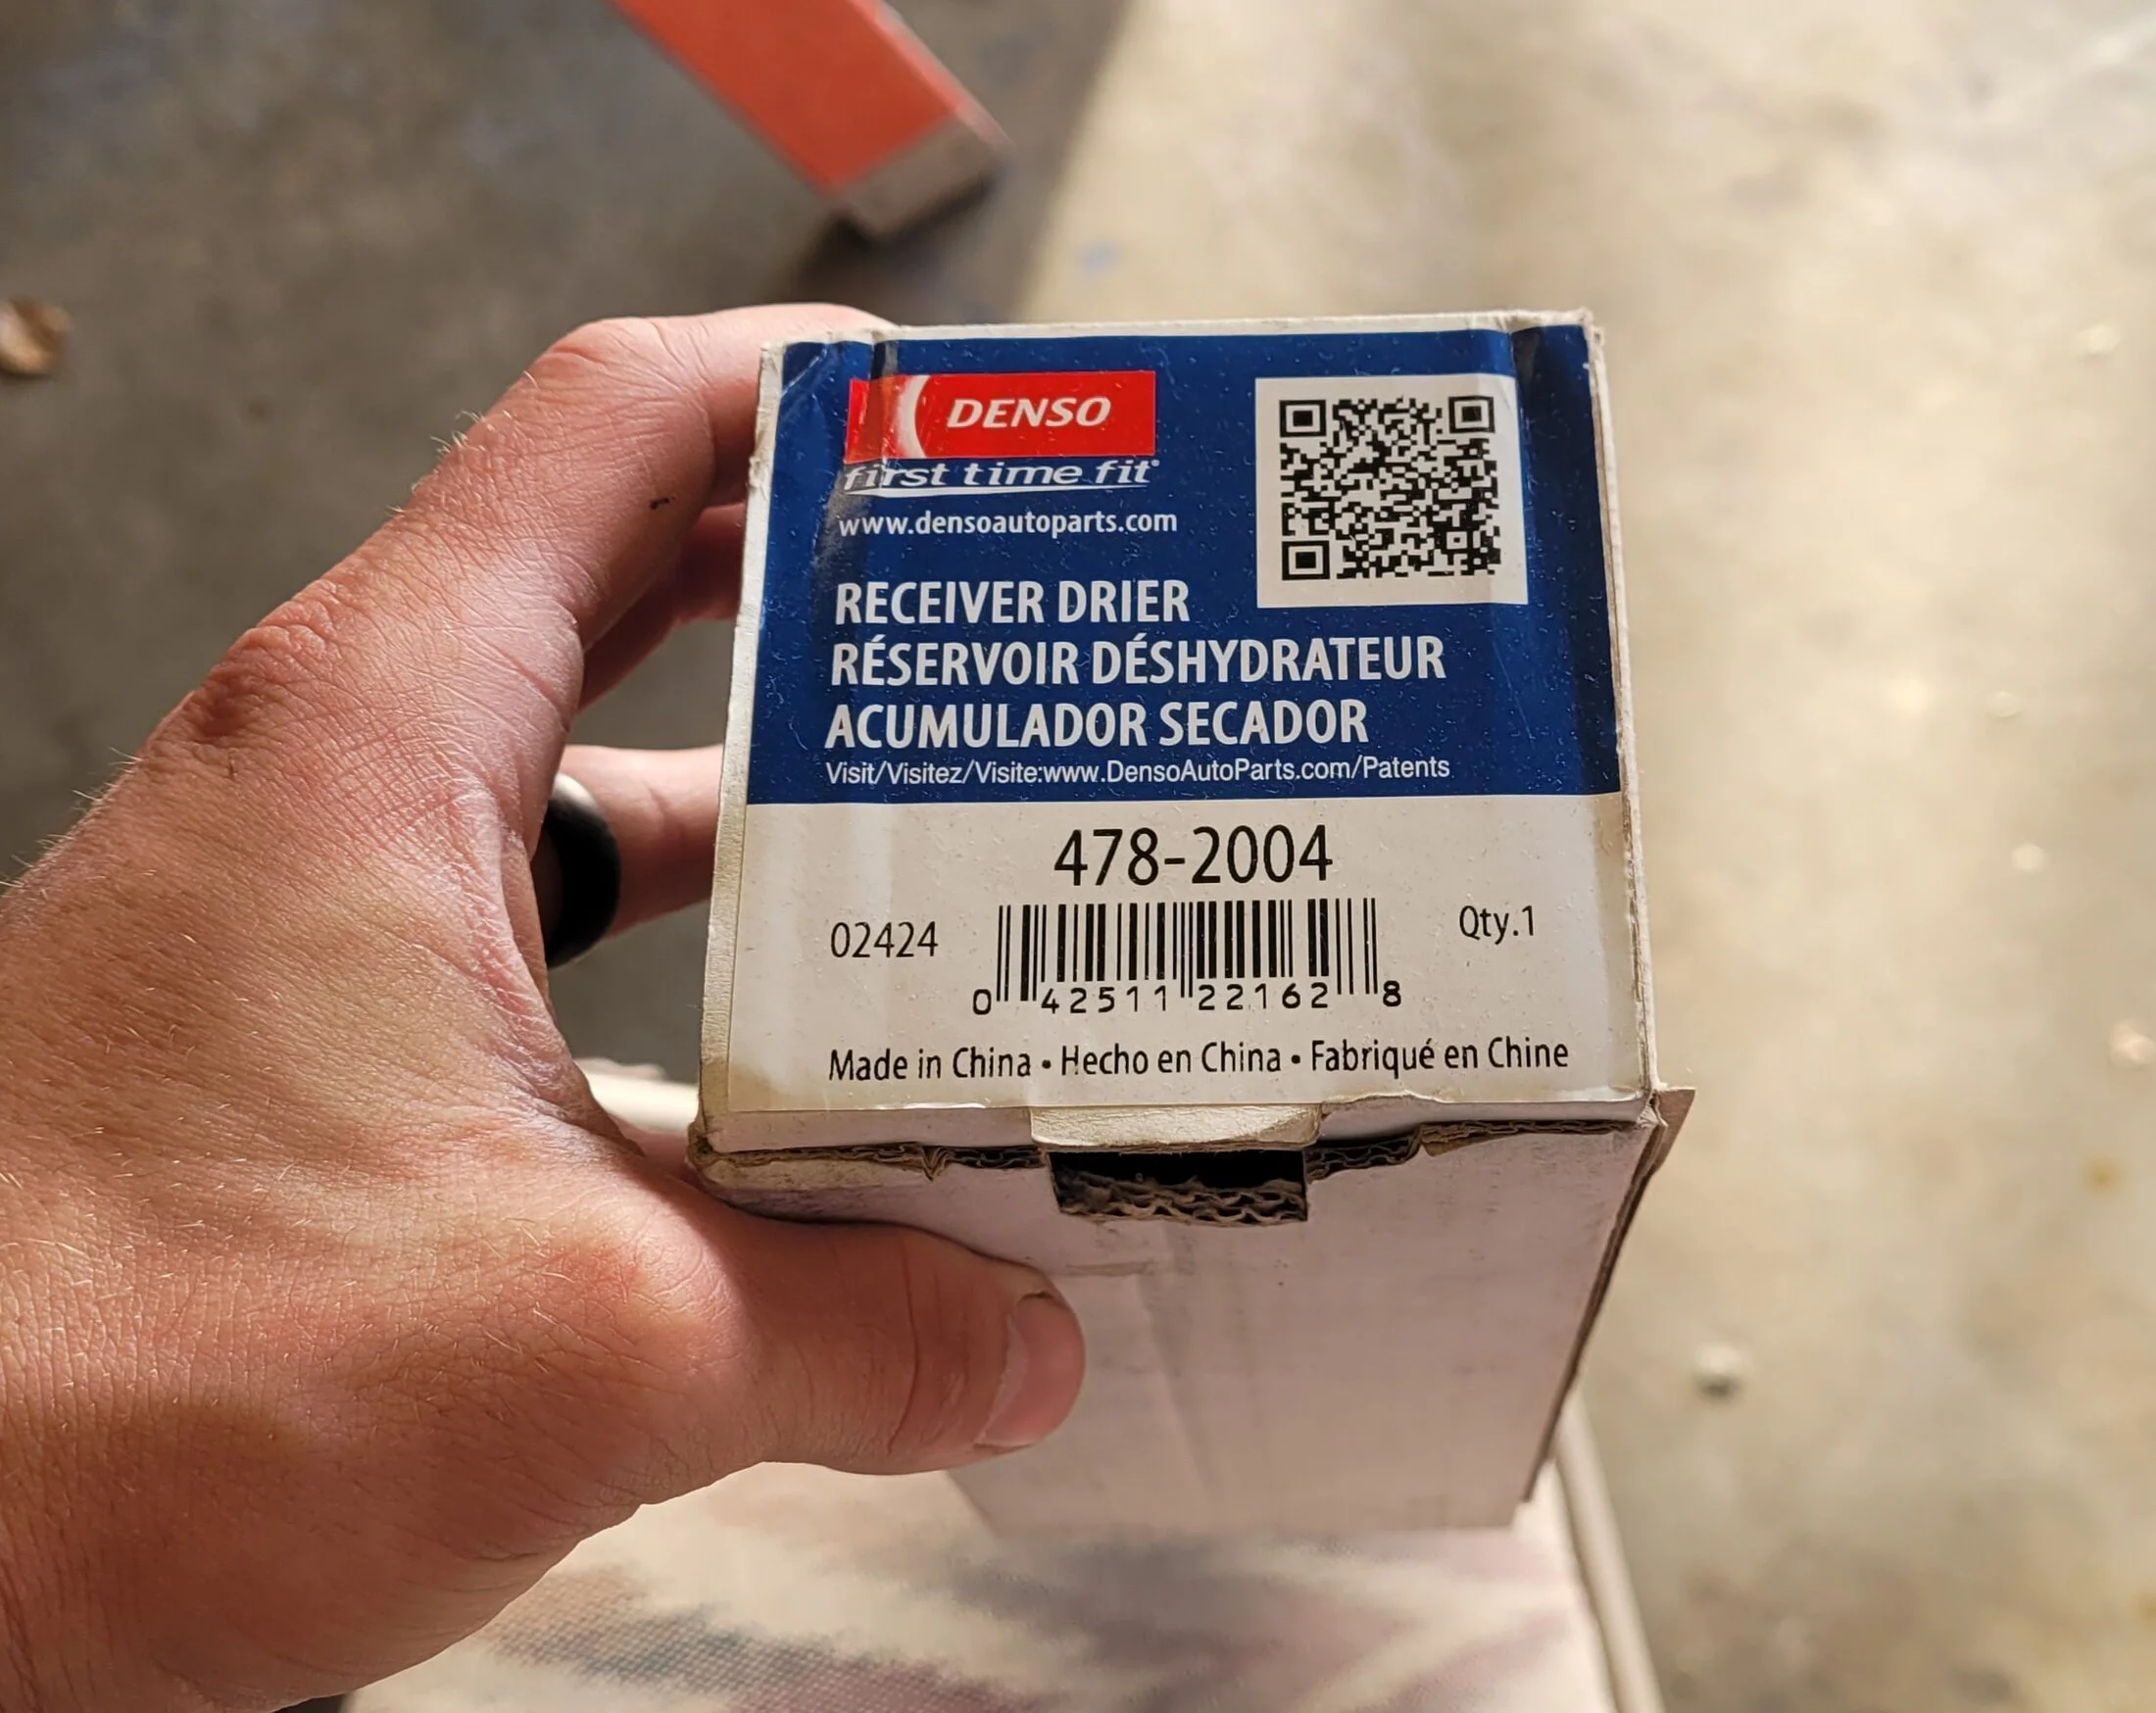 DENSO
first time fit®
www.densoautoparts.com
RECEIVER DRIER
RÉSERVOIR DÉSHYDRATEUR
ACUMULADOR SECADOR
Visit/Visitez/Visite:www.DensoAutoParts.com/Patents
478-2004
02424
Qty.1
0 42511 22162 8
Made in China • Hecho en China • Fabriqué en Chine